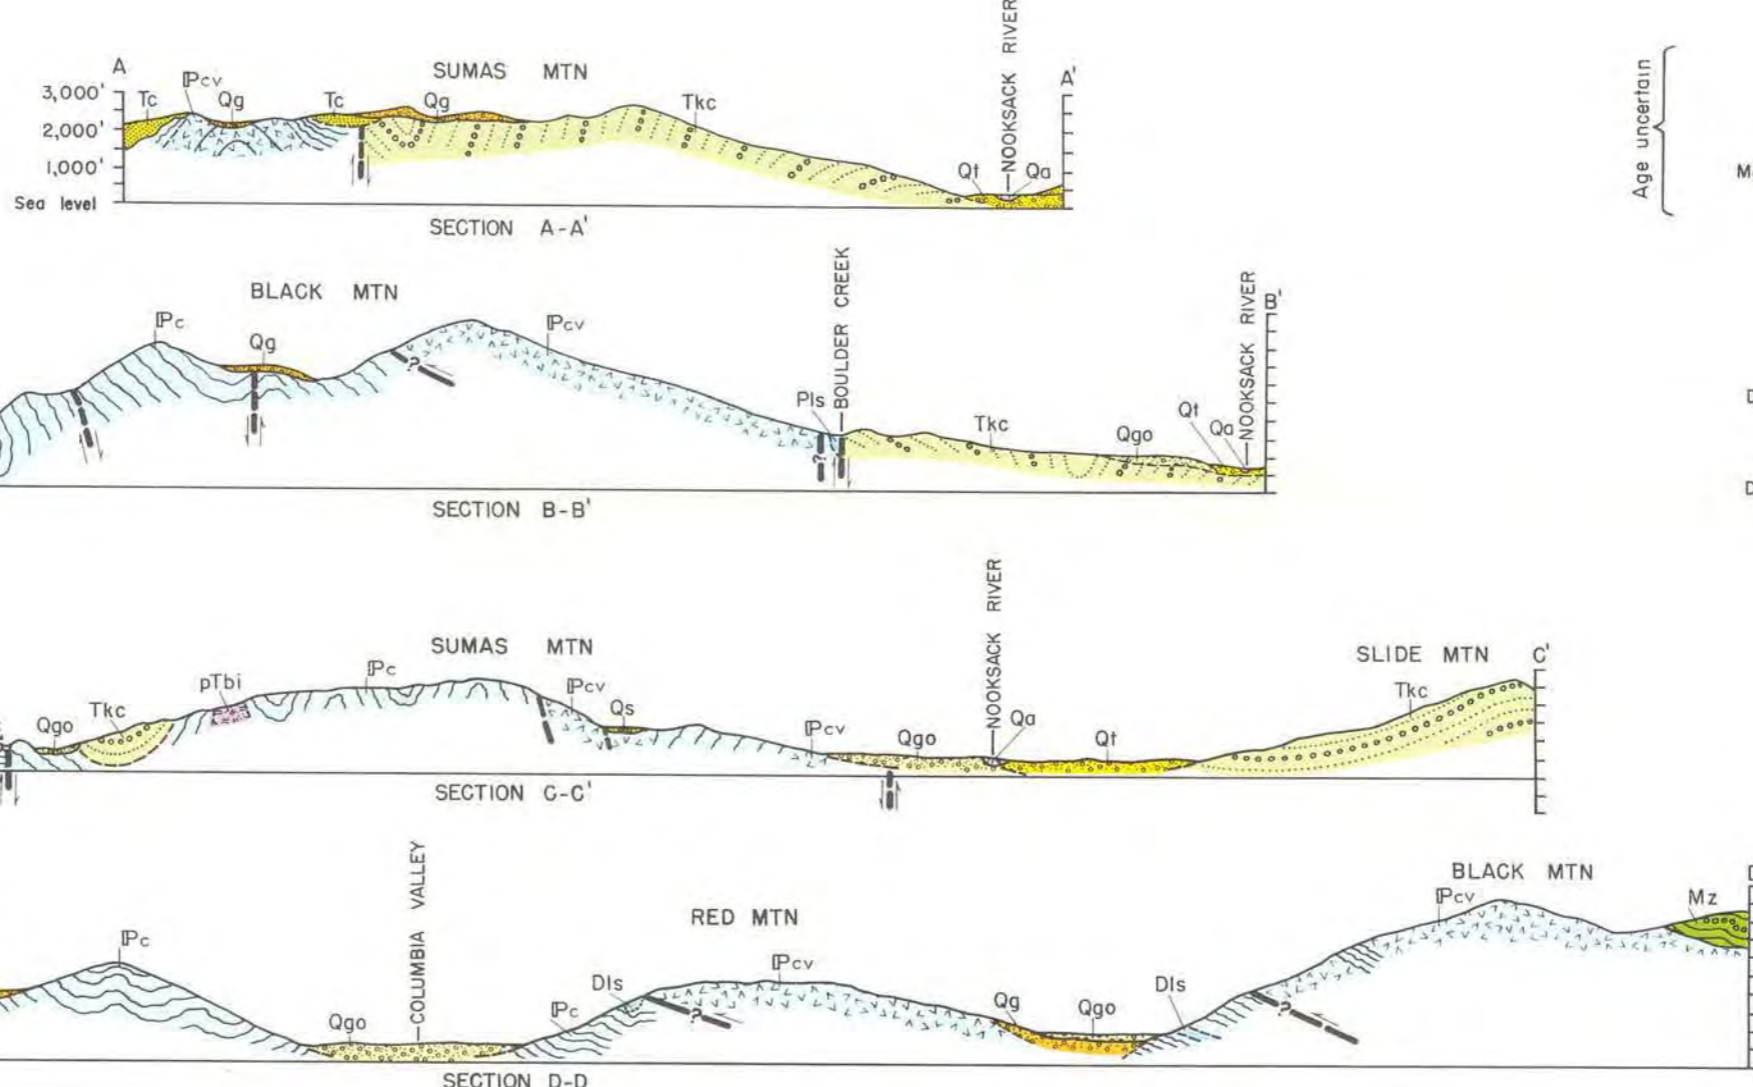 NOOKSACK RIVER
A
ꟼPcv
SUMAS MTN
A'
3,000'
Tc
Qg
Tc
Qg
Tkc
2,000'
1,000'
Qt
Qa
Sea level
SECTION A-A'
Age uncertain
M
BLACK MTN
BOULDER CREEK
NOOKSACK RIVER
B'
ℙc
ℙcv
Qg
?
Pls
Tkc
Qt
Qa
Qgo
D
?
SECTION B-B'
D
NOOKSACK RIVER
SUMAS MTN
SLIDE MTN
C'
pTbi
ℙc
ℙcv
Tkc
Qgo
Tkc
Qs
ℙcv
Qgo
Qa
Qt
SECTION C-C'
COLUMBIA VALLEY
BLACK MTN
ℙcv
Mz
RED MTN
ℙc
ℙcv
Dls
Dls
ℙc
Qg
Qgo
Qgo
?
?
SECTION D-D